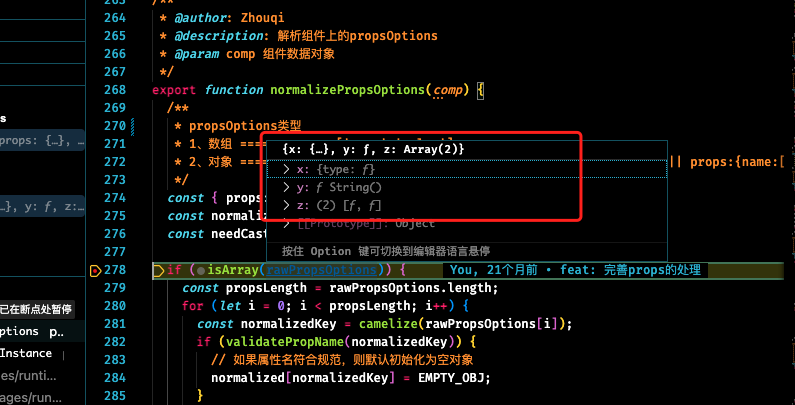 263 /**
264 * @author: Zhouqi
265 * @description: 解析组件上的propsOptions
266 * @param comp 组件数据对象
267 */
268 export function normalizePropsOptions(comp) {
269 /**
270 * propsOptions类型
271 * 1、数组 ===
272 * 2、对象 === || props:{name:[
273 */
274 const { props
275 const normaliz
276 const needCast
277
278 if ( isArray(rawPropsOptions)) { You, 21个月前 • feat: 完善props的处理
279 const propsLength = rawPropsOptions.length;
280 for (let i = 0; i < propsLength; i++) {
281 const normalizedKey = camelize(rawPropsOptions[i]);
282 if (validatePropName(normalizedKey)) {
283 // 如果属性名符合规范，则默认初始化为空对象
284 normalized[normalizedKey] = EMPTY_OBJ;
285 }
{x: {…}, y: ƒ, z: Array(2)}
x: {type: ƒ}
y: ƒ String()
z: (2) [ƒ, ƒ]
[[Prototype]]: Object
按住 Option 键可切换到编辑器语言悬停
s
props: {…},
…}, y: ƒ, z:
已在断点处暂停
ptions p..
Instance
es/runti...
ages/run...